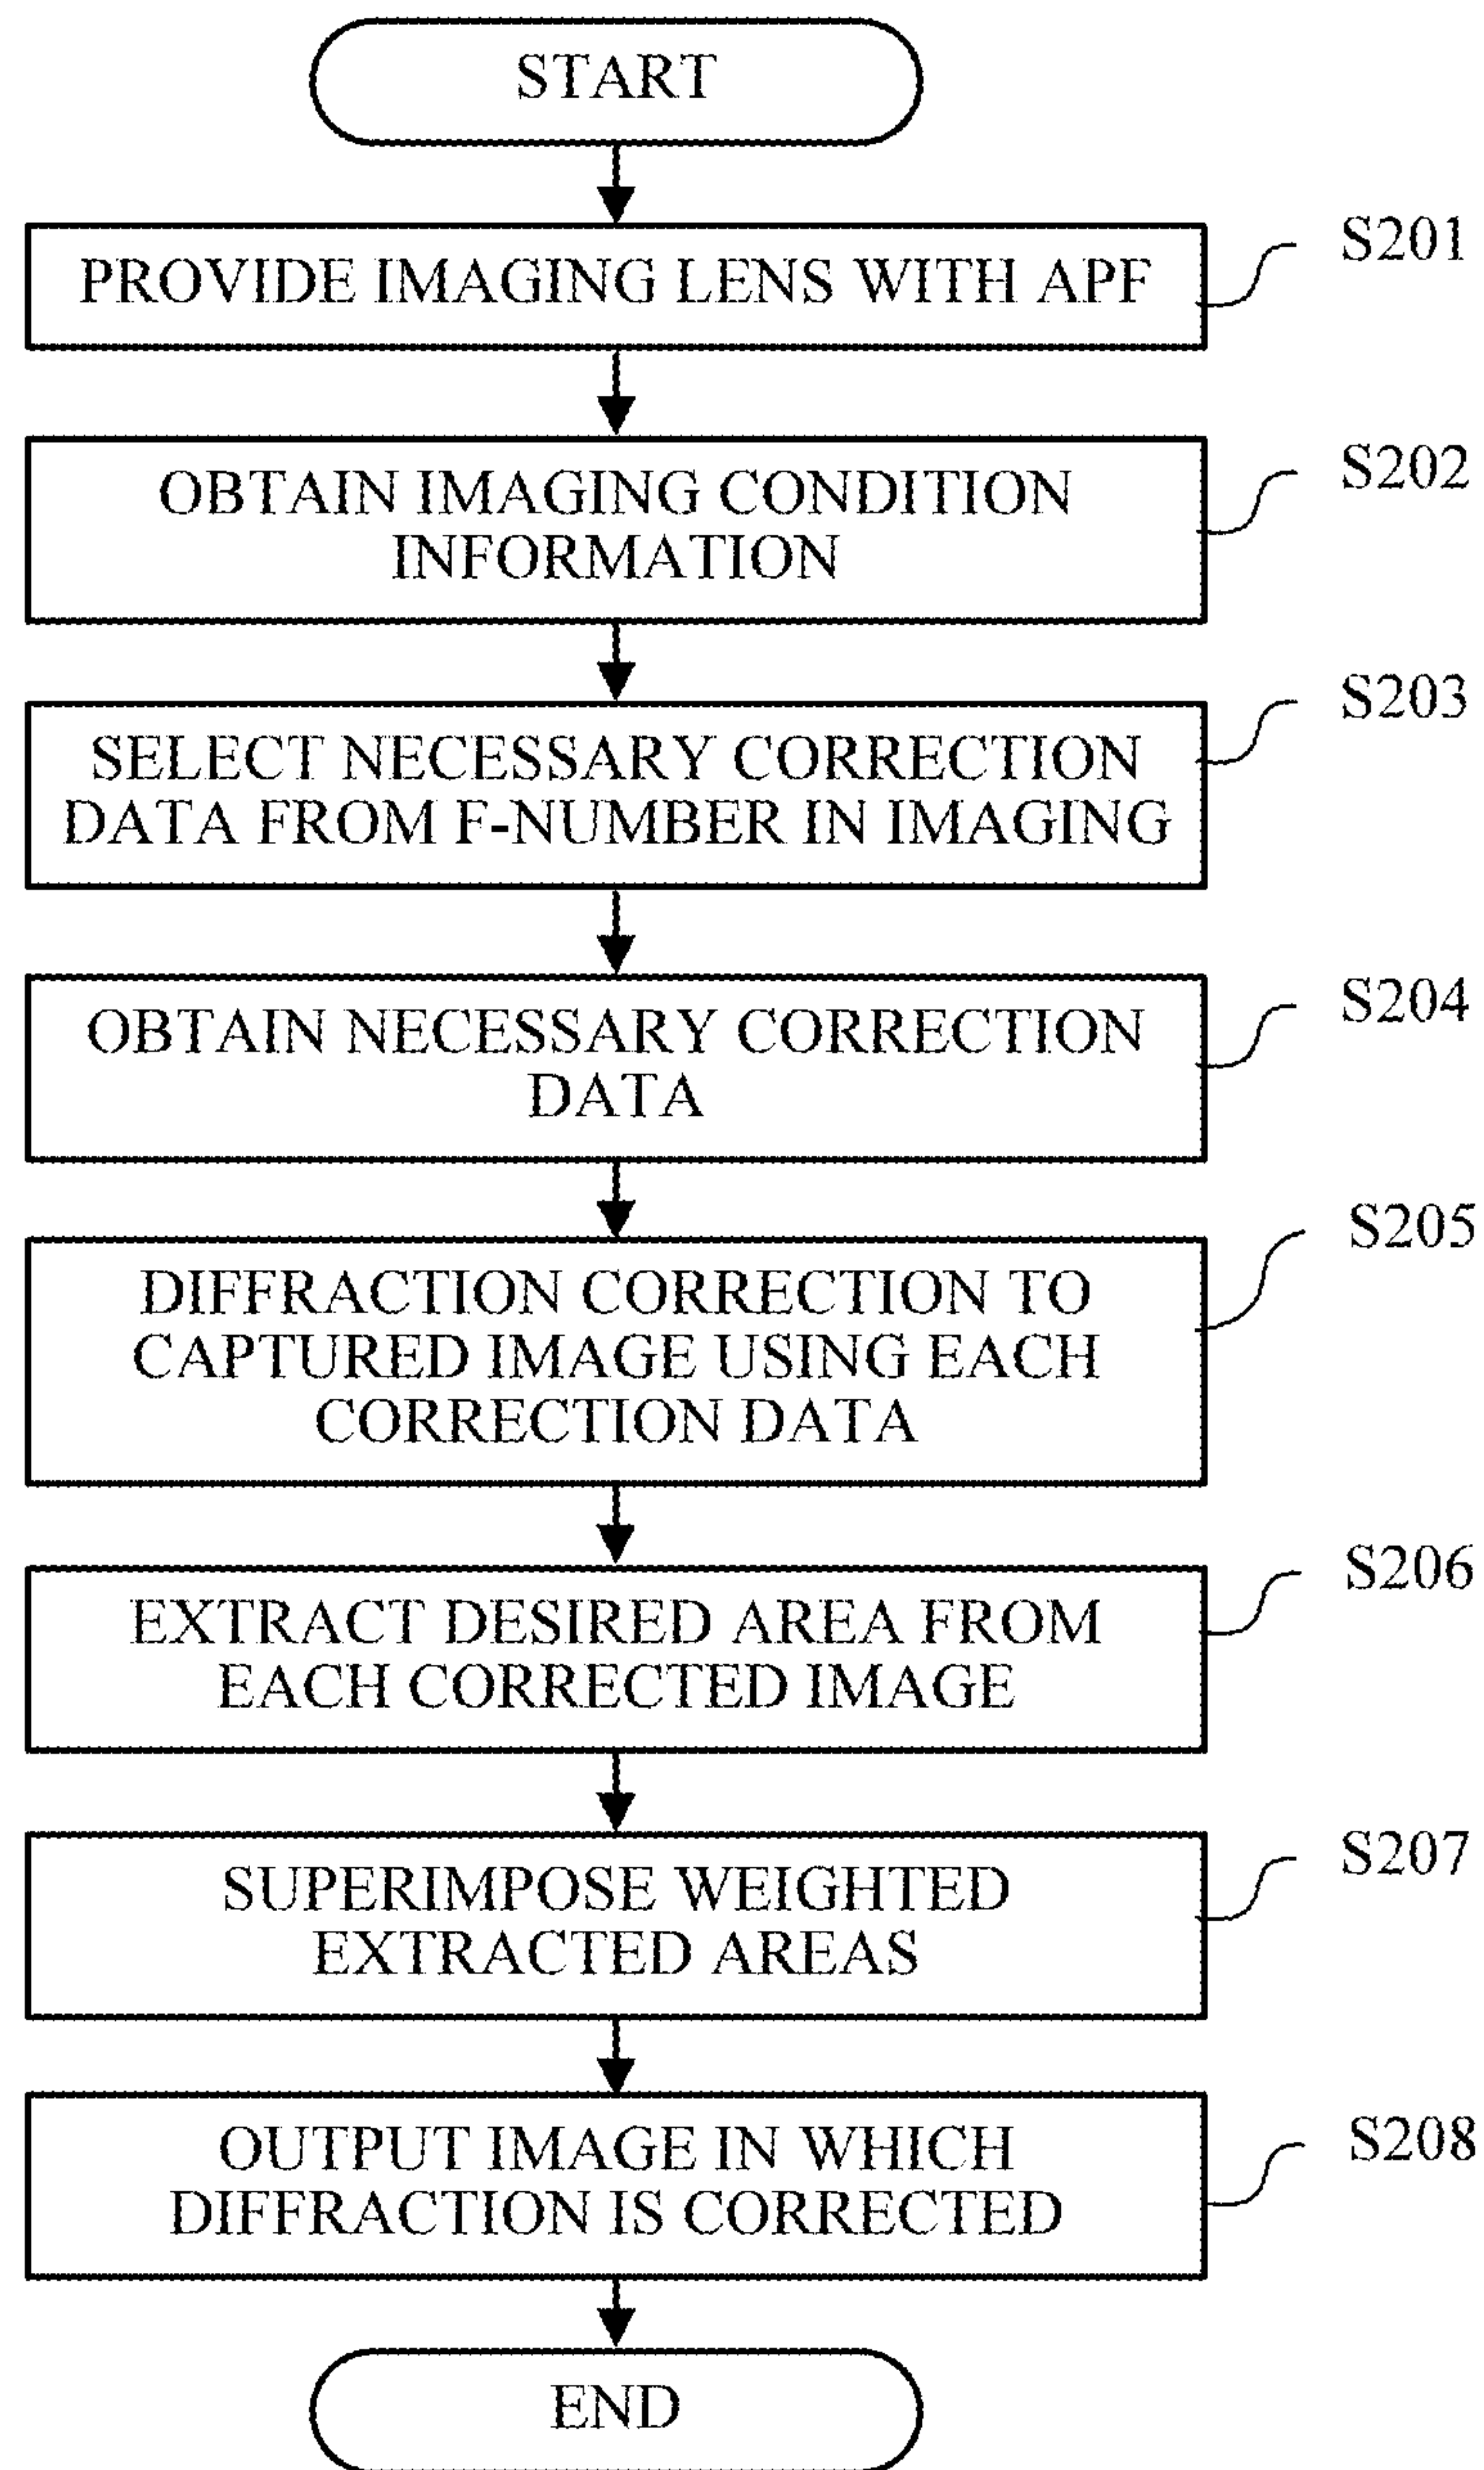 START
PROVIDE IMAGING LENS WITH APF
S201
OBTAIN IMAGING CONDITION
INFORMATION
S202
SELECT NECESSARY CORRECTION
DATA FROM F-NUMBER IN IMAGING
S203
OBTAIN NECESSARY CORRECTION
DATA
S204
DIFFRACTION CORRECTION TO
CAPTURED IMAGE USING EACH
CORRECTION DATA
S205
EXTRACT DESIRED AREA FROM
EACH CORRECTED IMAGE
S206
SUPERIMPOSE WEIGHTED
EXTRACTED AREAS
S207
OUTPUT IMAGE IN WHICH
DIFFRACTION IS CORRECTED
S208
END